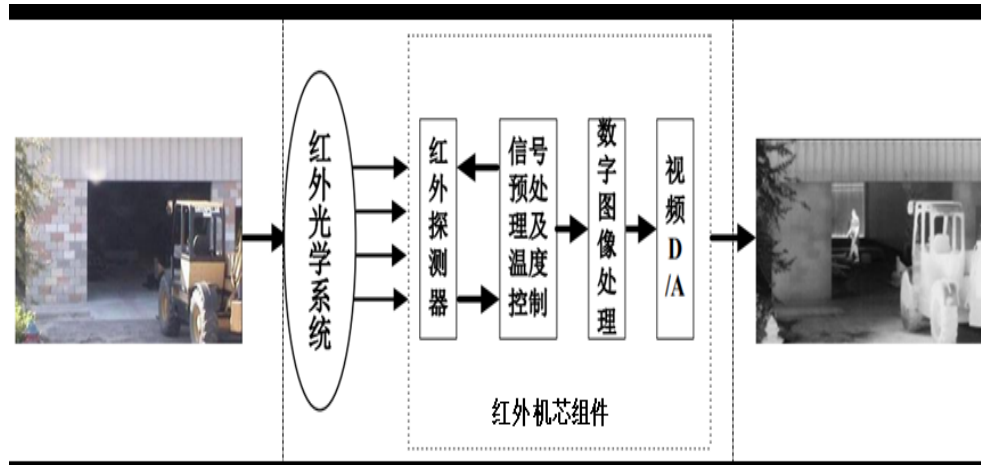 红外光学系统
红外探测器
信号
预处
理及
温度
控制
数字图像处理
视频
D
/A
红外机芯组件